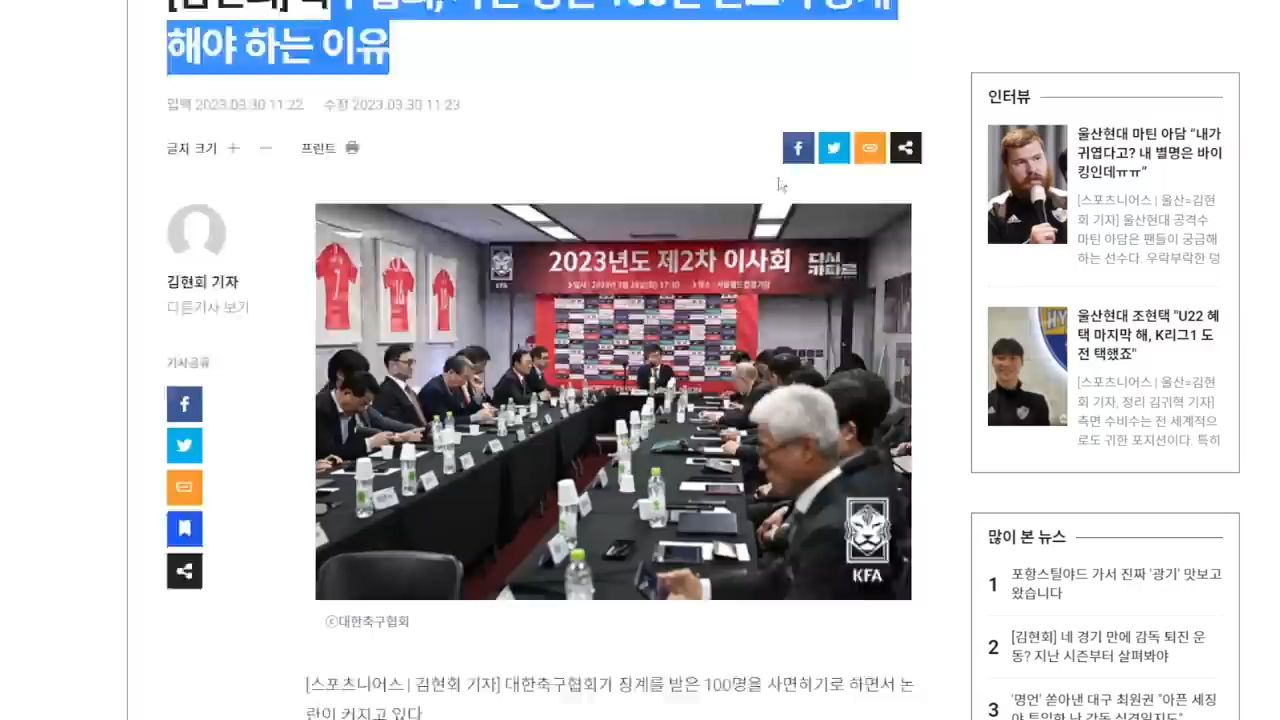 해야 하는 이유
입력 2023.03.30 11:22 수정 2023.03.30 11:23
글자 크기
프린트
김현회 기자
다른기사 보기
기사공유
2023년도 제2차 이사회
다시 카타르
KFA
KFA
ⓒ대한축구협회
[스포츠니어스 | 김현회 기자] 대한축구협회가 징계를 받은 100명을 사면하기로 하면서 논
란이 커지고 있다
인터뷰
울산현대 마틴 아담 “내가
귀엽다고? 내 별명은 바이
킹인데ㅠㅠ”
[스포츠니어스 | 울산=김현
회 기자] 울산현대 공격수
마틴 아담은 팬들이 궁금해
하는 선수다. 우락부락한 덩
울산현대 조현택 "U22 혜
택 마지막 해, K리그1 도
전 택했죠"
[스포츠니어스 | 울산=김현
회 기자, 정리 김귀혁 기자]
측면 수비수는 전 세계적으
로도 귀한 포지션이다. 특히
많이 본 뉴스
1 포항스틸야드 가서 진짜 '광기' 맛보고
왔습니다
2 [김현회] 네 경기 만에 감독 퇴진 운
동? 지난 시즌부터 살펴봐야
3 '명언' 쏟아낸 대구 최원권 "아픈 세징